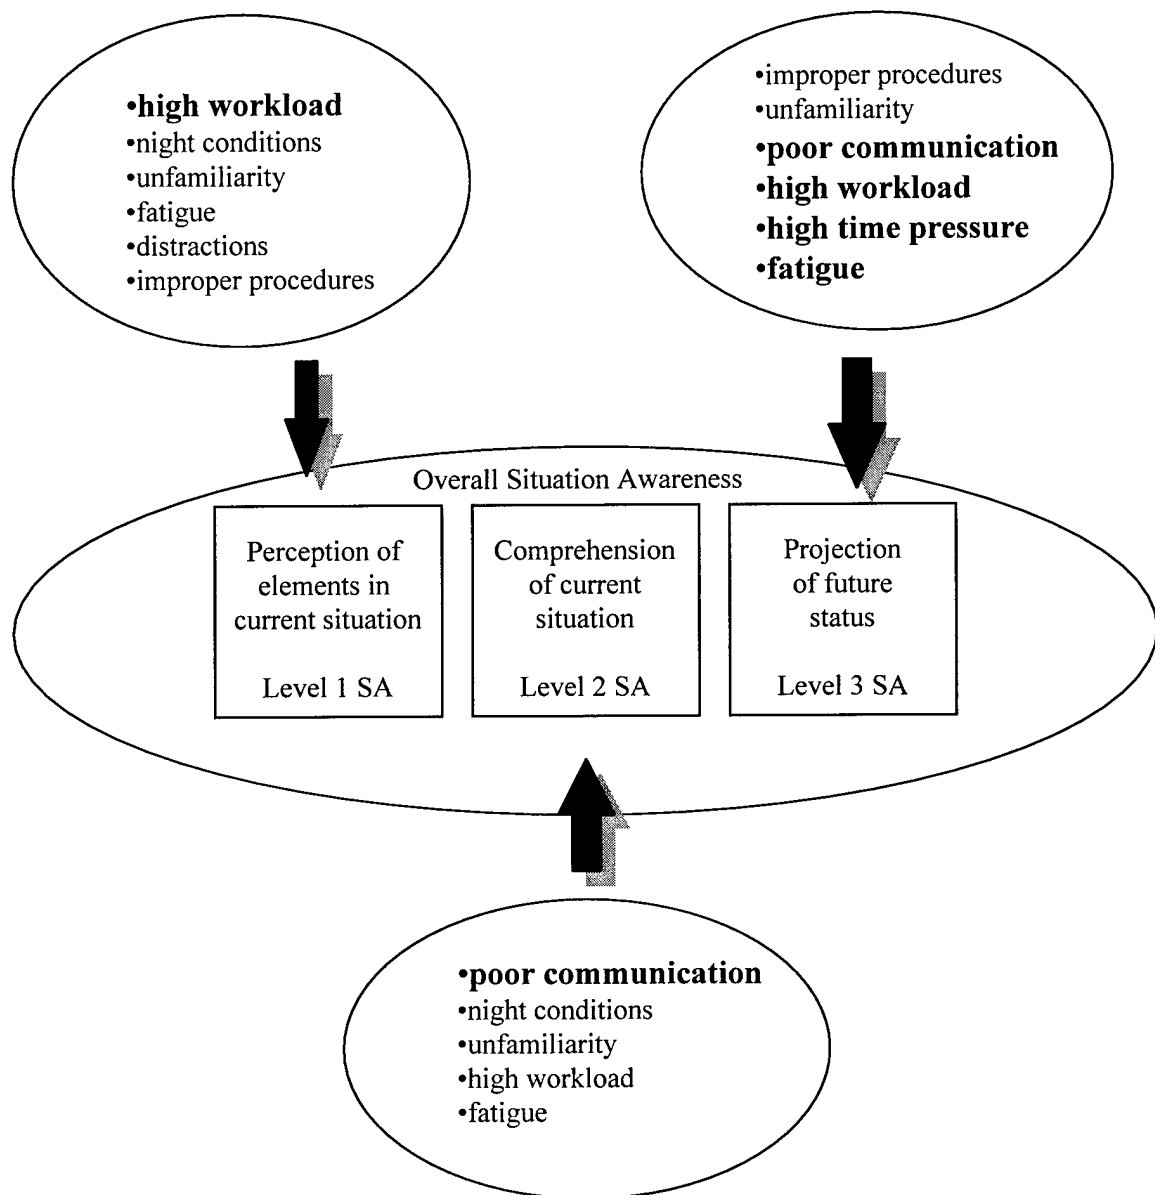 •high workload
•night conditions
•unfamiliarity
•fatigue
•distractions
•improper procedures
•improper procedures
•unfamiliarity
•poor communication
•high workload
•high time pressure
•fatigue
Overall Situation Awareness
Perception of
elements in
current situation
Level 1 SA
Comprehension
of current
situation
Level 2 SA
Projection
of future
status
Level 3 SA
•poor communication
•night conditions
•unfamiliarity
•high workload
•fatigue